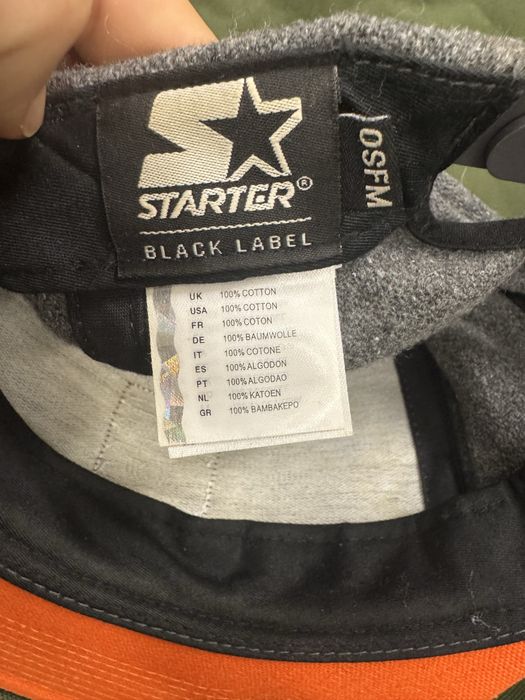 STARTER®
BLACK LABEL
OSFM
UK 100% COTTON
USA 100% COTTON
FR 100% COTON
DE 100% BAUMWOLLE
IT 100% COTONE
ES 100% ALGODON
PT 100%ALGODAO
NL 100% KATOEN
GR 100% BAMBAKEPO